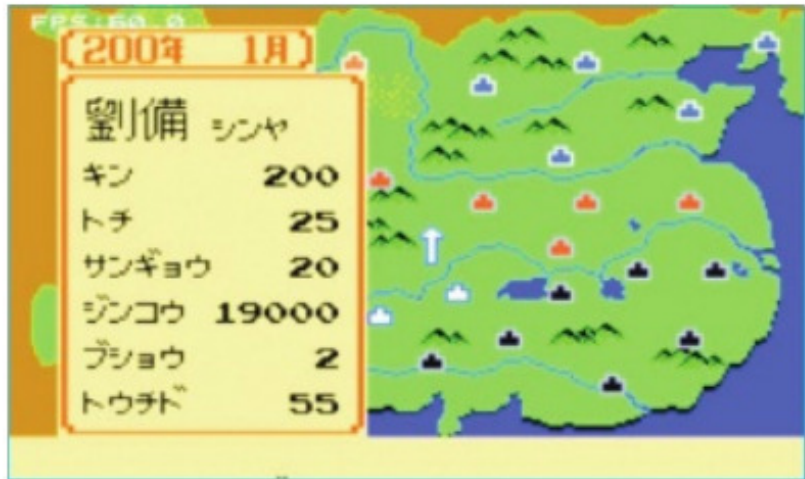 FPS:60.0
200年 1月
劉備 シンヤ
キン 200
トチ 25
サンギョウ 20
ジンコウ 19000
ブショウ 2
トウチド 55